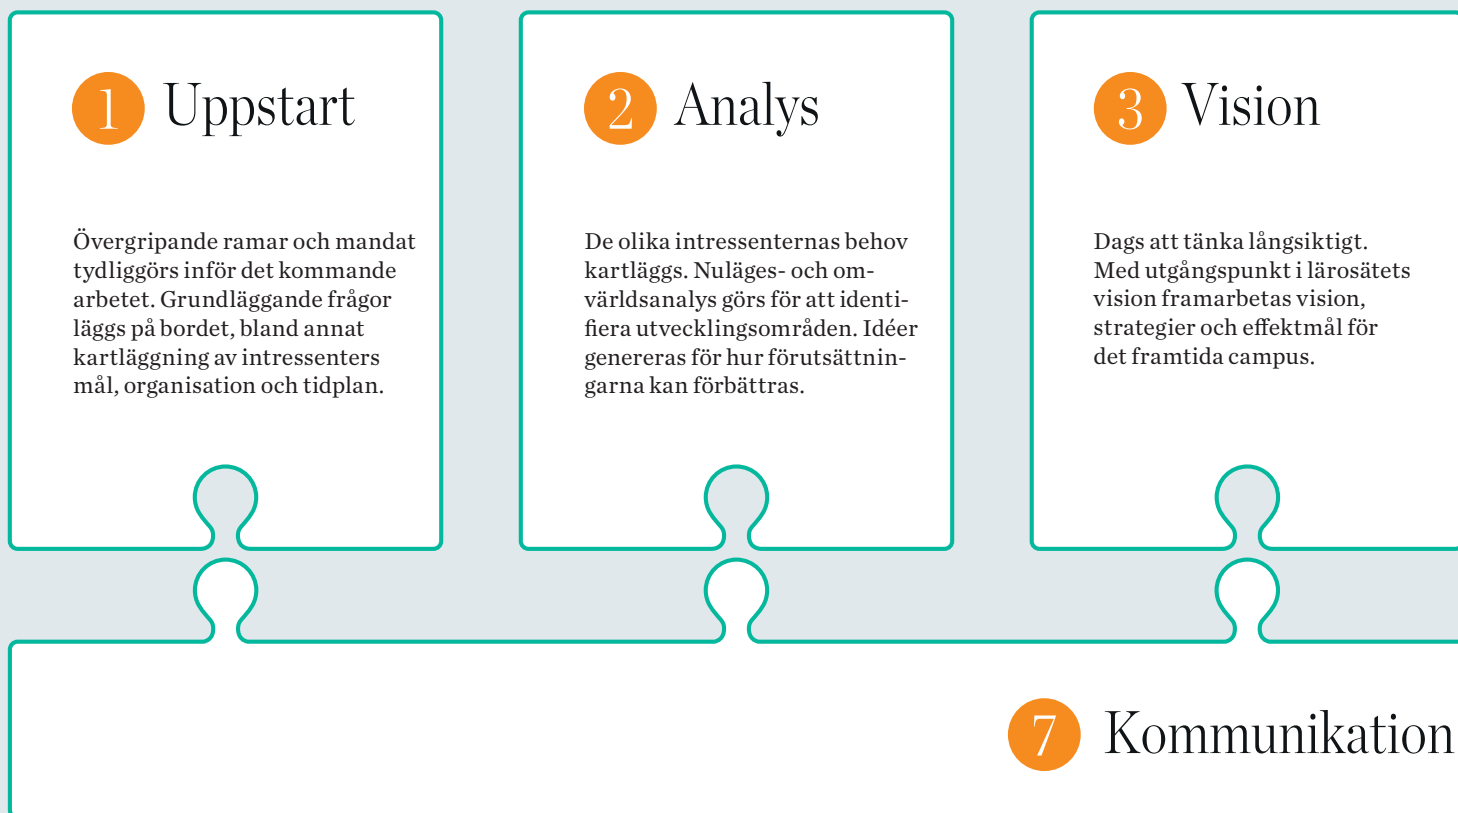 1 Uppstart
Övergripande ramar och mandat
tydliggörs inför det kommande
arbetet. Grundläggande frågor
läggs på bordet, bland annat
kartläggning av intressenters
mål, organisation och tidplan.
2 Analys
De olika intressenternas behov
kartläggs. Nuläges- och om-
världsanalys görs för att identi-
fiera utvecklingsområden. Idéer
genereras för hur förutsättnin-
garna kan förbättras.
3 Vision
Dags att tänka långsiktigt.
Med utgångspunkt i lärosätets
vision framarbetas vision,
strategier och effektmål för
det framtida campus.
7 Kommunikation